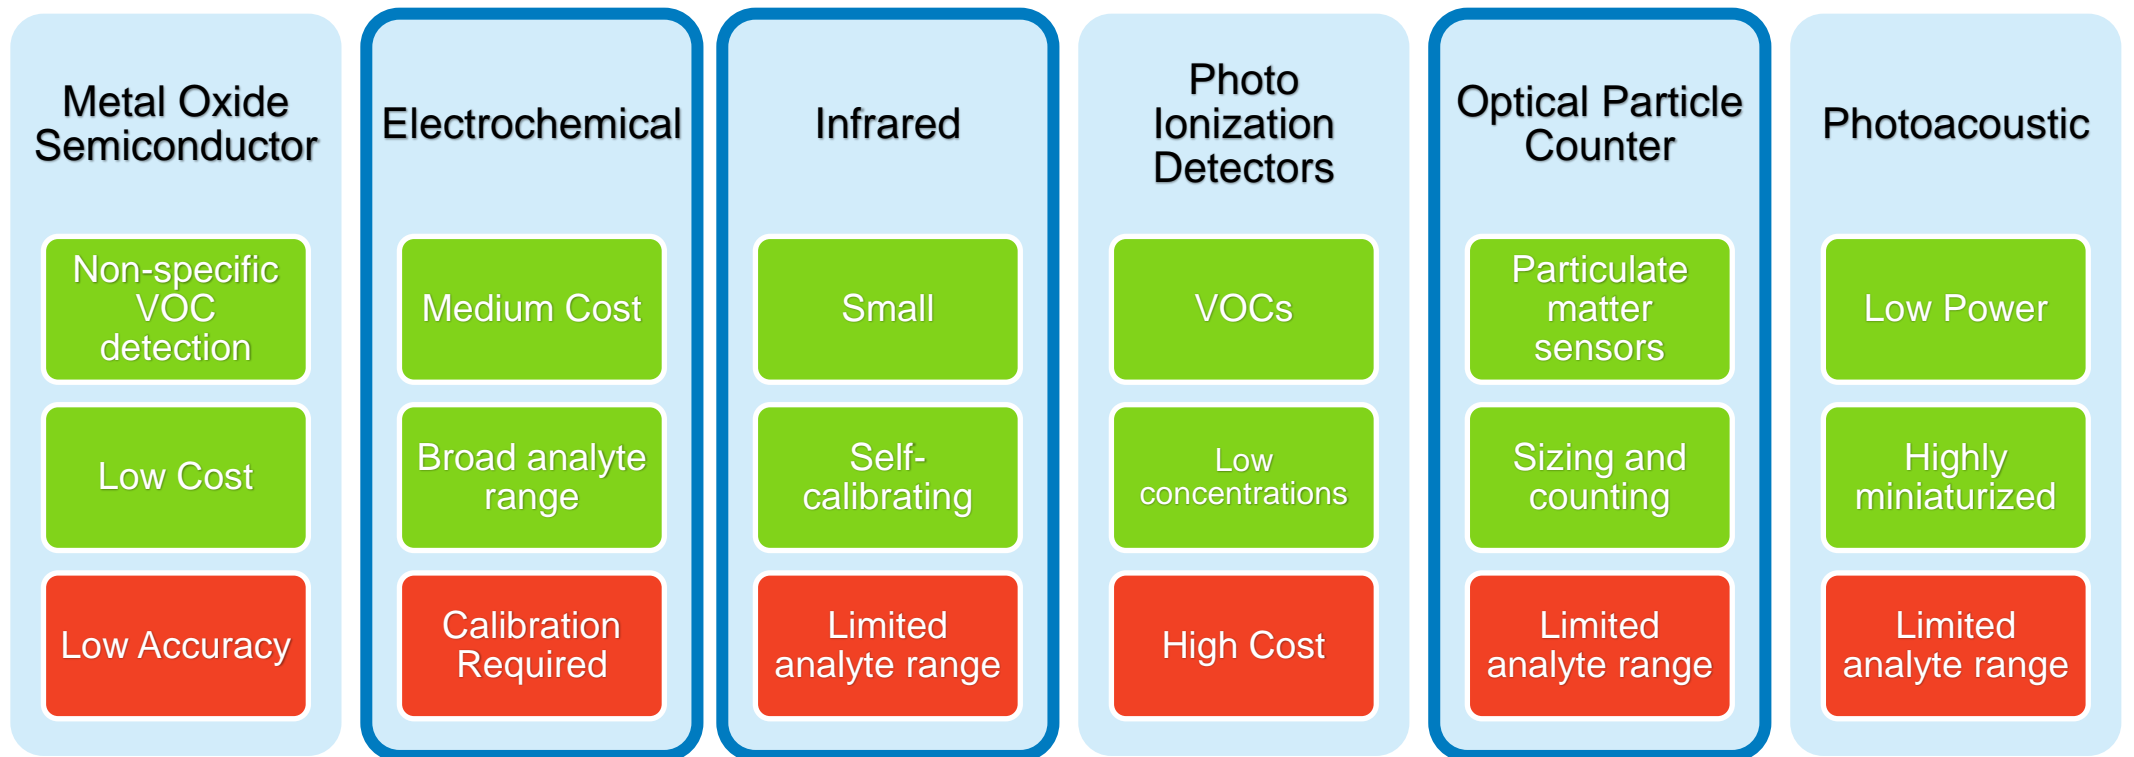 Metal Oxide
Semiconductor
Non-specific
VOC
detection
Low Cost
Low Accuracy
Electrochemical
Medium Cost
Broad analyte
range
Calibration
Required
Infrared
Small
Self-
calibrating
Limited
analyte range
Photo
Ionization
Detectors
VOCs
Low
concentrations
High Cost
Optical Particle
Counter
Particulate
matter
sensors
Sizing and
counting
Limited
analyte range
Photoacoustic
Low Power
Highly
miniaturized
Limited
analyte range